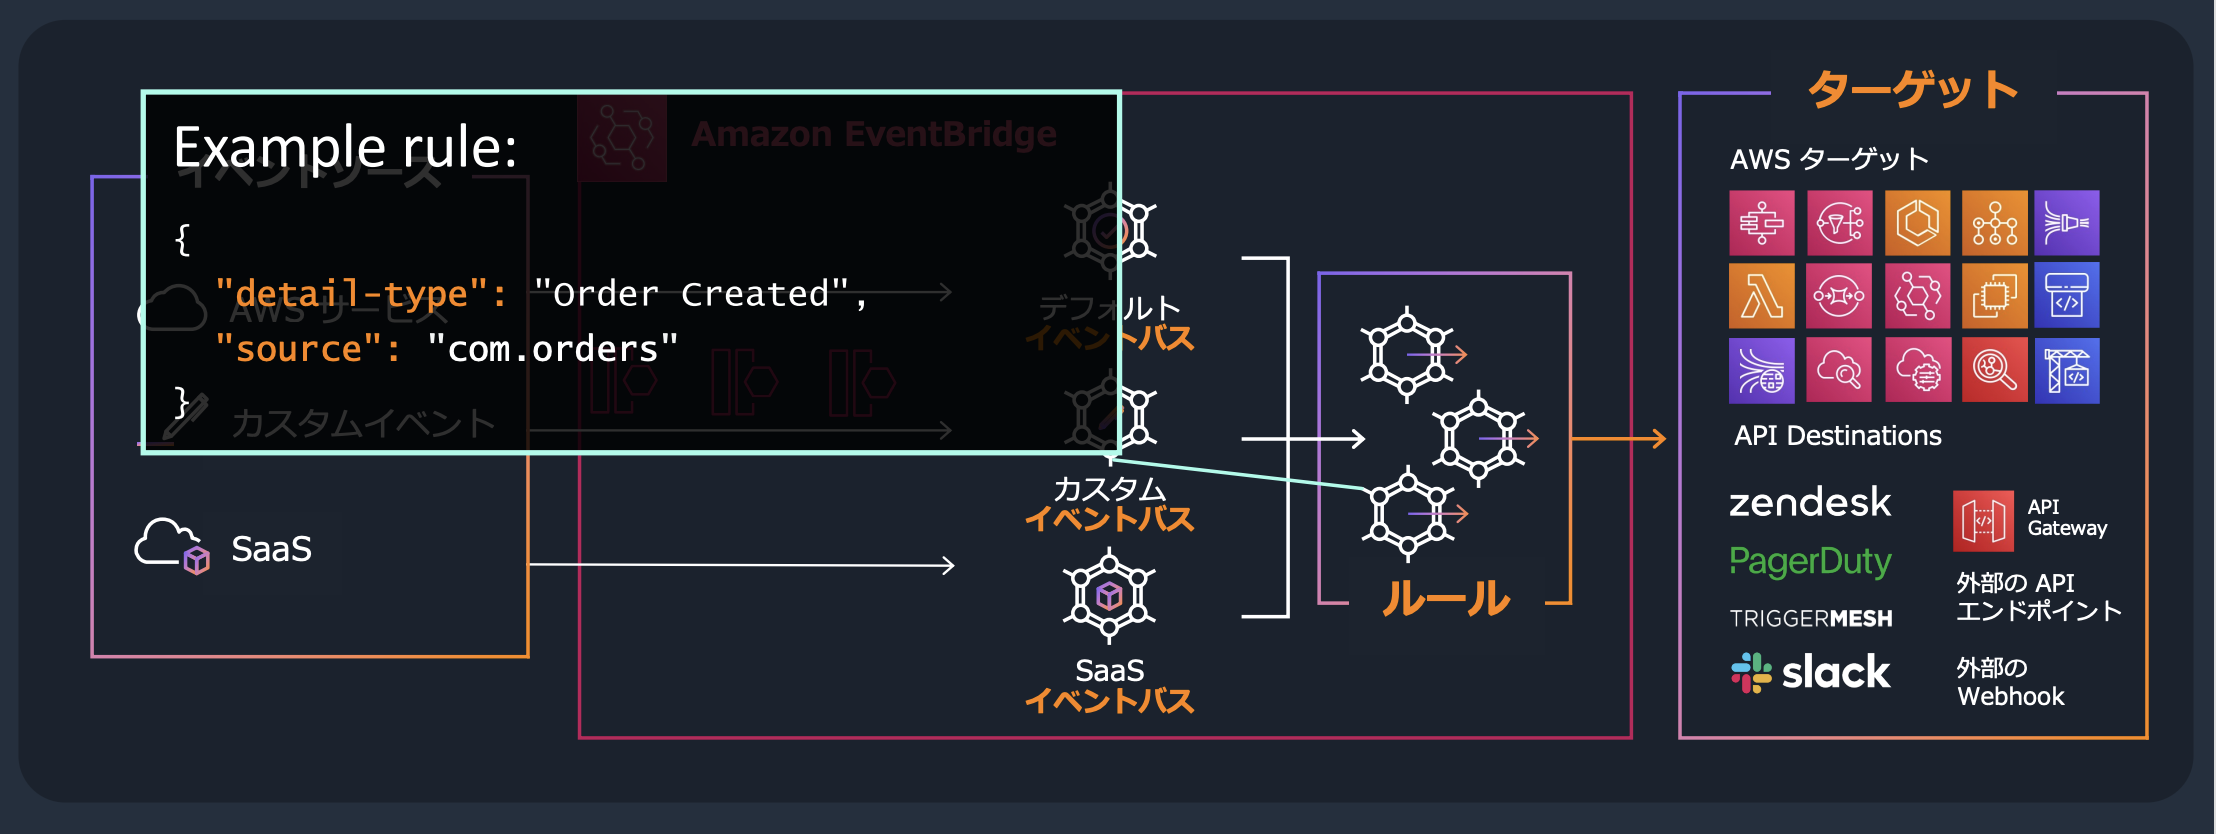 Example rule:
{
"detail-type": "Order Created",
"source": "com.orders"
}
イベントソース
AWS サービス
カスタムイベント
SaaS
Amazon EventBridge
デフォルト
イベントバス
カスタム
イベントバス
SaaS
イベントバス
ルール
ターゲット
AWS ターゲット
API Destinations
zendesk
PagerDuty
TRIGGERMESH
slack
API
Gateway
外部の API
エンドポイント
外部の
Webhook